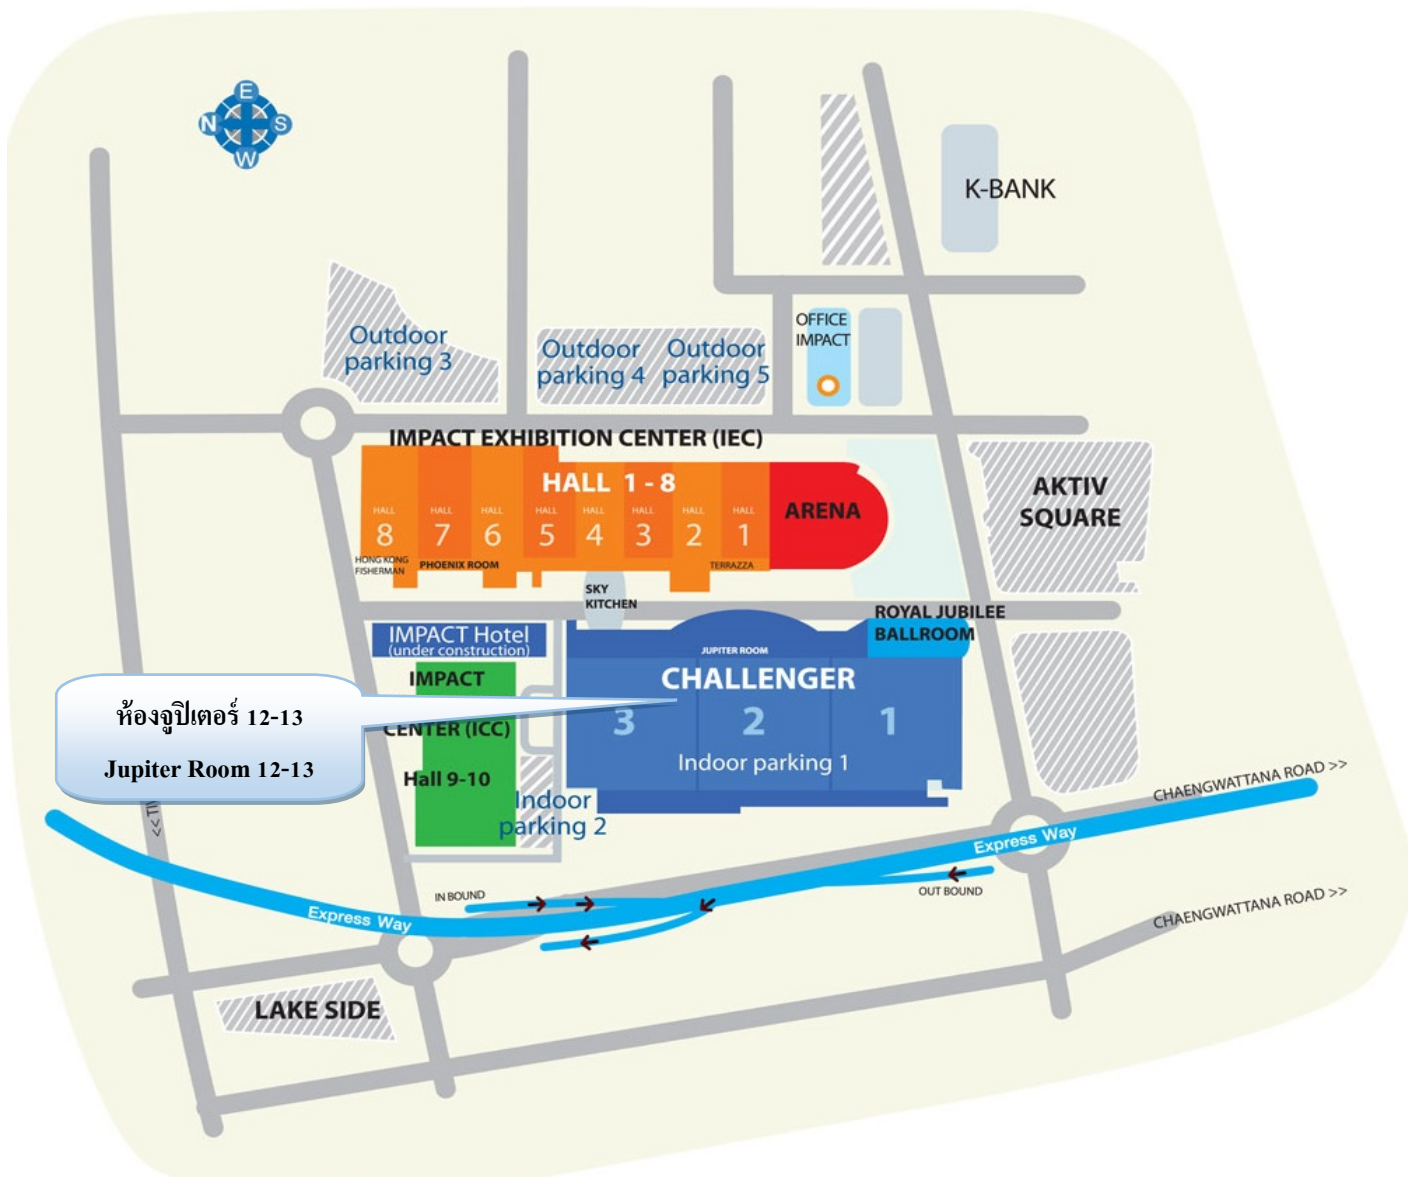 E
N
S
W
K-BANK
OFFICE
IMPACT
Outdoor
parking 3
Outdoor
parking 4
Outdoor
parking 5
IMPACT EXHIBITION CENTER (IEC)
HALL 1 - 8
HALL
8
HALL
7
HALL
6
HALL
5
HALL
4
HALL
3
HALL
2
HALL
1
ARENA
AKTIV
SQUARE
HONG KONG
FISHERMAN
PHOENIX ROOM
TERRAZZA
SKY
KITCHEN
ROYAL JUBILEE
BALLROOM
IMPACT Hotel
(under construction)
JUPITER ROOM
IMPACT
CENTER (ICC)
Hall 9-10
CHALLENGER
3
2
1
Indoor parking 1
ห้องจูปิเตอร์ 12-13
Jupiter Room 12-13
Indoor
parking 2
CHAENGWATTANA ROAD >>
Express Way
IN BOUND
OUT BOUND
Express Way
CHAENGWATTANA ROAD >>
LAKE SIDE